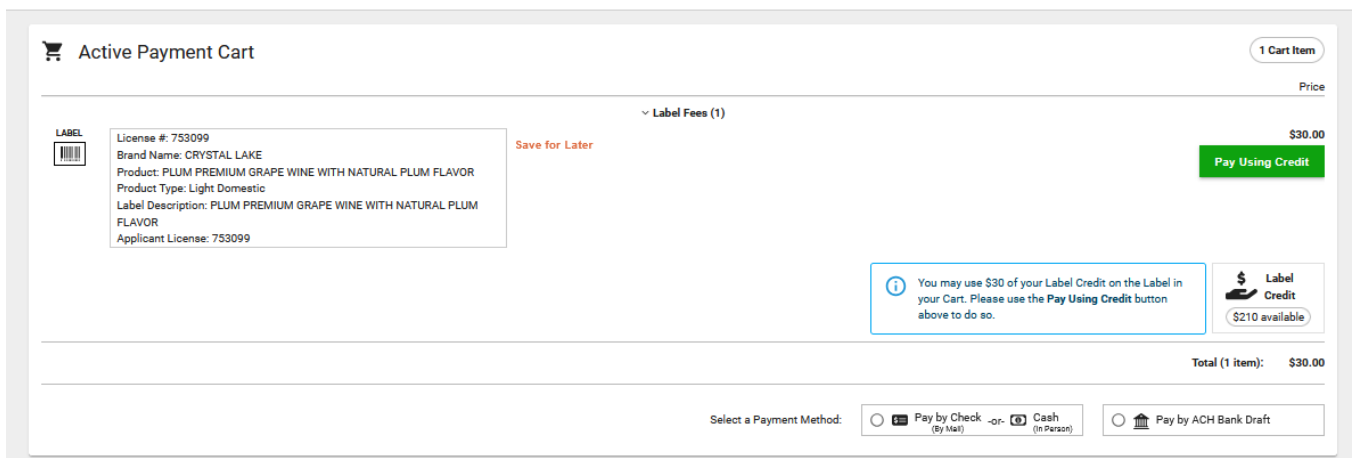 Active Payment Cart
1 Cart Item
Price
Label Fees (1)
LABEL
License #: 753099
Brand Name: CRYSTAL LAKE
Product: PLUM PREMIUM GRAPE WINE WITH NATURAL PLUM FLAVOR
Product Type: Light Domestic
Label Description: PLUM PREMIUM GRAPE WINE WITH NATURAL PLUM
FLAVOR
Applicant License: 753099
Save for Later
$30.00
Pay Using Credit
You may use $30 of your Label Credit on the Label in
your Cart. Please use the Pay Using Credit button
above to do so.
$ Label
Credit
$210 available
Total (1 item): $30.00
Select a Payment Method:
Pay by Check -or- Cash
(By Mail) (In Person)
Pay by ACH Bank Draft